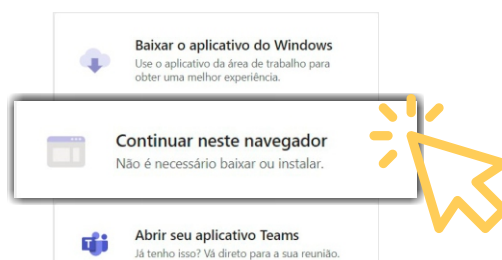 Baixar o aplicativo do Windows
Use o aplicativo da área de trabalho para
obter uma melhor experiência.
Continuar neste navegador
Não é necessário baixar ou instalar.
Abrir seu aplicativo Teams
Já tenho isso? Vá direto para a sua reunião.